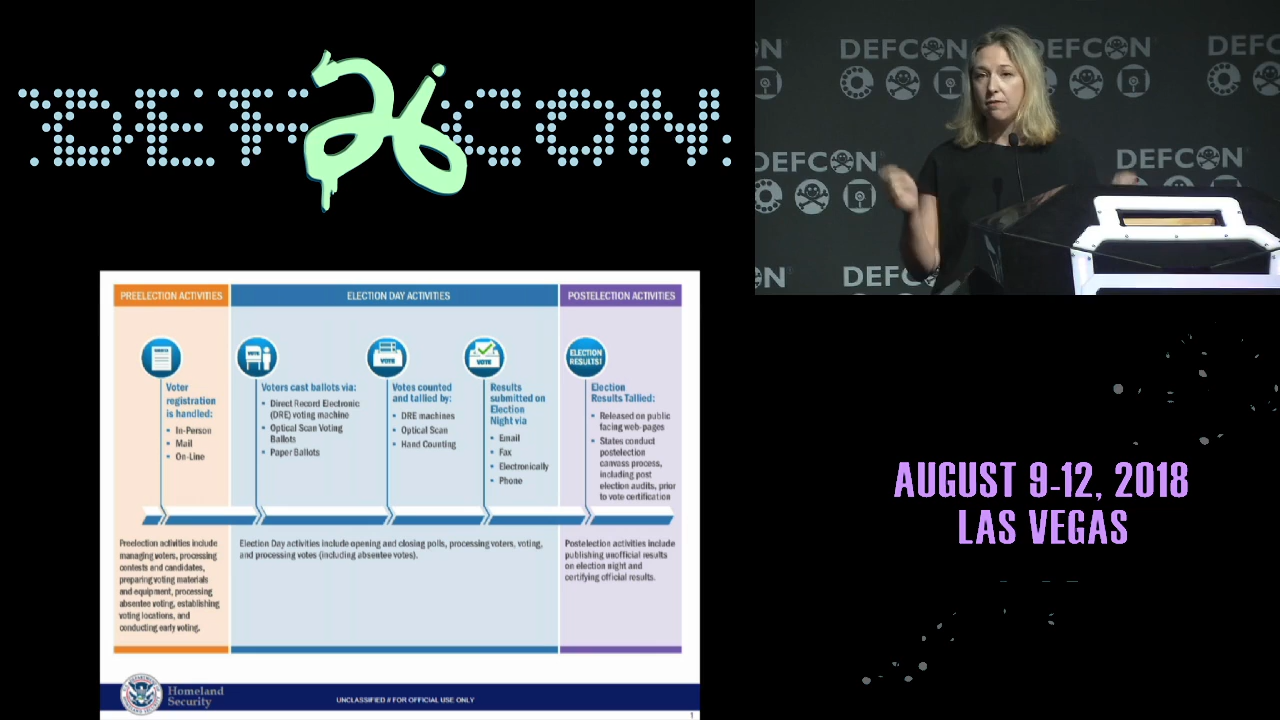 DEF CON
26
DEFCON DEFCON DEFCON
DEFCON DEFCON
DEFCON
PREELECTION ACTIVITIES
ELECTION DAY ACTIVITIES
POSTELECTION ACTIVITIES
VOTE
VOTE
VOTE
ELECTION
RESULTS!
Voter
registration
is handled:
▪ In-Person
▪ Mail
▪ On-Line
Voters cast ballots via:
▪ Direct Record Electronic
(DRE) voting machine
▪ Optical Scan Voting
Ballots
▪ Paper Ballots
Votes counted
and tallied by:
▪ DRE machines
▪ Optical Scan
▪ Hand Counting
Results
submitted on
Election
Night via
▪ Email
▪ Fax
▪ Electronically
▪ Phone
Election
Results Tallied:
▪ Released on public
facing web-pages
▪ States conduct
postelection
canvass process,
including post
election audits, prior
to vote certification
Preelection activities include
managing voters, processing
contests and candidates,
preparing voting materials
and equipment, processing
absentee voting, establishing
voting locations, and
conducting early voting.
Election Day activities include opening and closing polls, processing voters, voting,
and processing votes (including absentee votes).
Postelection activities include
publishing unofficial results
on election night and
certifying official results.
Homeland
Security
UNCLASSIFIED // FOR OFFICIAL USE ONLY
1
AUGUST 9-12, 2018
LAS VEGAS